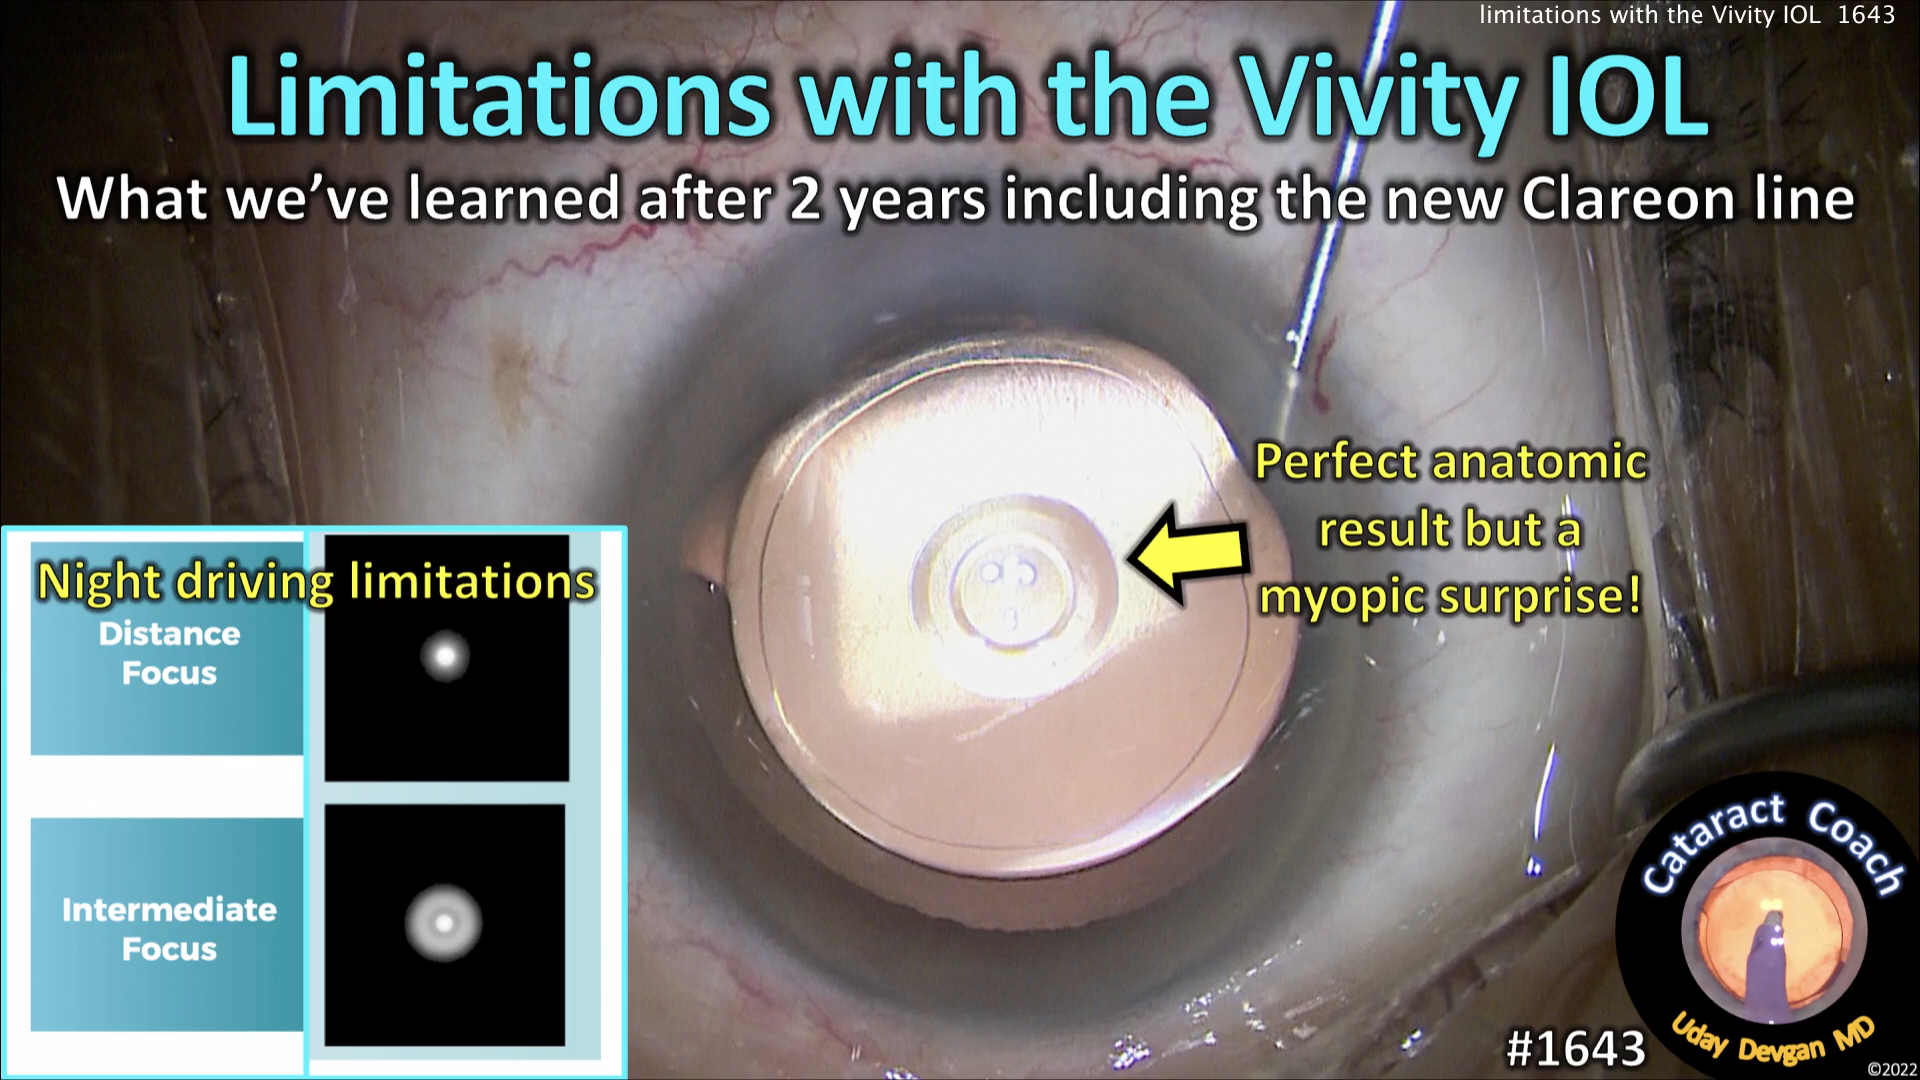 limitations with the Vivity IOL 1643
Limitations with the Vivity IOL
What we’ve learned after 2 years including the new Clareon line
Perfect anatomic
result but a
myopic surprise!
Night driving limitations
Distance
Focus
Intermediate
Focus
Cataract Coach
Uday Devgan MD
#1643
©2022